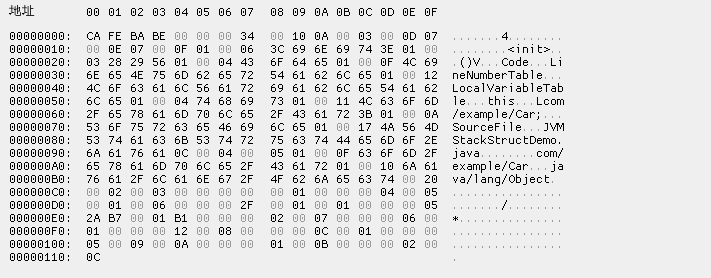 地址 00 01 02 03 04 05 06 07 08 09 0A 0B 0C 0D 0E 0F
00000000: CA FE BA BE 00 00 00 34 00 10 0A 00 03 00 0D 07 .......4........
00000010: 00 0E 07 00 0F 01 00 06 3C 69 6E 69 74 3E 01 00 ........<init>..
00000020: 03 28 29 56 01 00 04 43 6F 64 65 01 00 0F 4C 69 .()V...Code...Li
00000030: 6E 65 4E 75 6D 62 65 72 54 61 62 6C 65 01 00 12 neNumberTable...
00000040: 4C 6F 63 61 6C 56 61 72 69 61 62 6C 65 54 61 62 LocalVariableTab
00000050: 6C 65 01 00 04 74 68 69 73 01 00 11 4C 63 6F 6D le...this...Lcom
00000060: 2F 65 78 61 6D 70 6C 65 2F 43 61 72 3B 01 00 0A /example/Car;...
00000070: 53 6F 75 72 63 65 46 69 6C 65 01 00 17 4A 56 4D SourceFile...JVM
00000080: 53 74 61 63 6B 53 74 72 75 63 74 44 65 6D 6F 2E StackStructDemo.
00000090: 6A 61 76 61 0C 00 04 00 05 01 00 0F 63 6F 6D 2F java........com/
000000A0: 65 78 61 6D 70 6C 65 2F 43 61 72 01 00 10 6A 61 example/Car...ja
000000B0: 76 61 2F 6C 61 6E 67 2F 4F 62 6A 65 63 74 00 20 va/lang/Object.
000000C0: 00 02 00 03 00 00 00 00 00 01 00 00 00 04 00 05 ................
000000D0: 00 01 00 06 00 00 00 2F 00 01 00 01 00 00 00 05 ......./........
000000E0: 2A B7 00 01 B1 00 00 00 02 00 07 00 00 00 06 00 *...............
000000F0: 01 00 00 00 12 00 08 00 00 00 0C 00 01 00 00 00 ................
00000100: 05 00 09 00 0A 00 00 00 01 00 0B 00 00 00 02 00 ................
00000110: 0C .